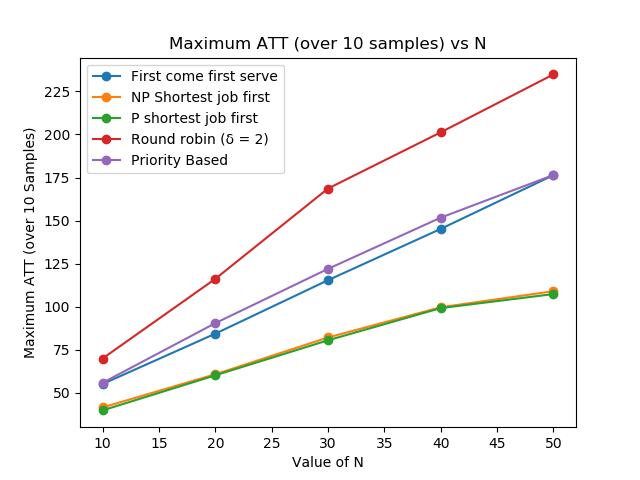 Maximum ATT (over 10 samples) vs N
First come first serve
NP Shortest job first
P shortest job first
Round robin (δ = 2)
Priority Based
Maximum ATT (over 10 Samples)
225
200
175
150
125
100
75
50
10 15 20 25 30 35 40 45 50
Value of N